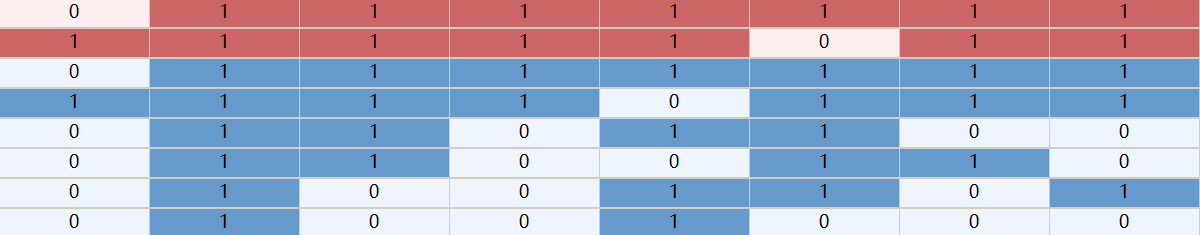 0 1 1 1 1 1 1 1
1 1 1 1 1 0 1 1
0 1 1 1 1 1 1 1
1 1 1 1 0 1 1 1
0 1 1 0 1 1 0 0
0 1 1 0 0 1 1 0
0 1 0 0 1 1 0 1
0 1 0 0 1 0 0 0